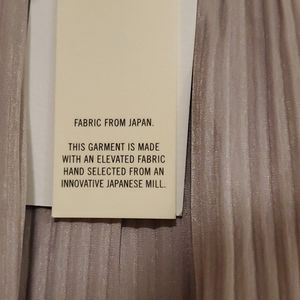 FABRIC FROM JAPAN.
THIS GARMENT IS MADE
WITH AN ELEVATED FABRIC
HAND SELECTED FROM AN
INNOVATIVE JAPANESE MILL.